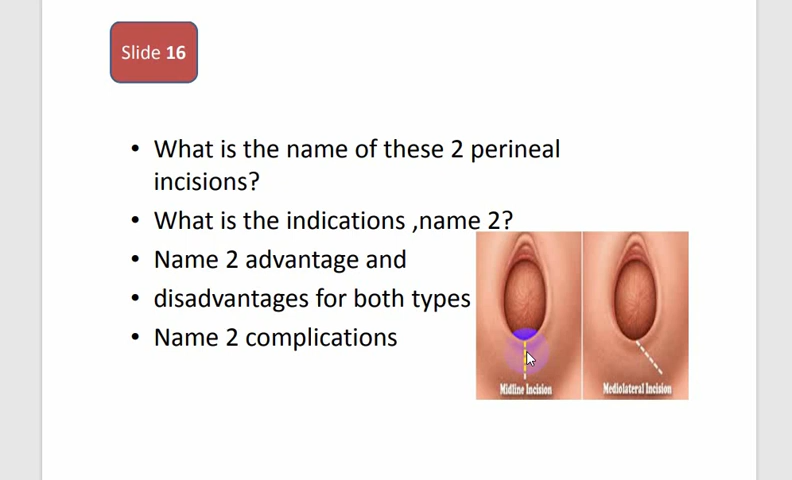 Slide 16
• What is the name of these 2 perineal
incisions?
• What is the indications ,name 2?
• Name 2 advantage and
• disadvantages for both types
• Name 2 complications
Midline Incision
Mediolateral Incision